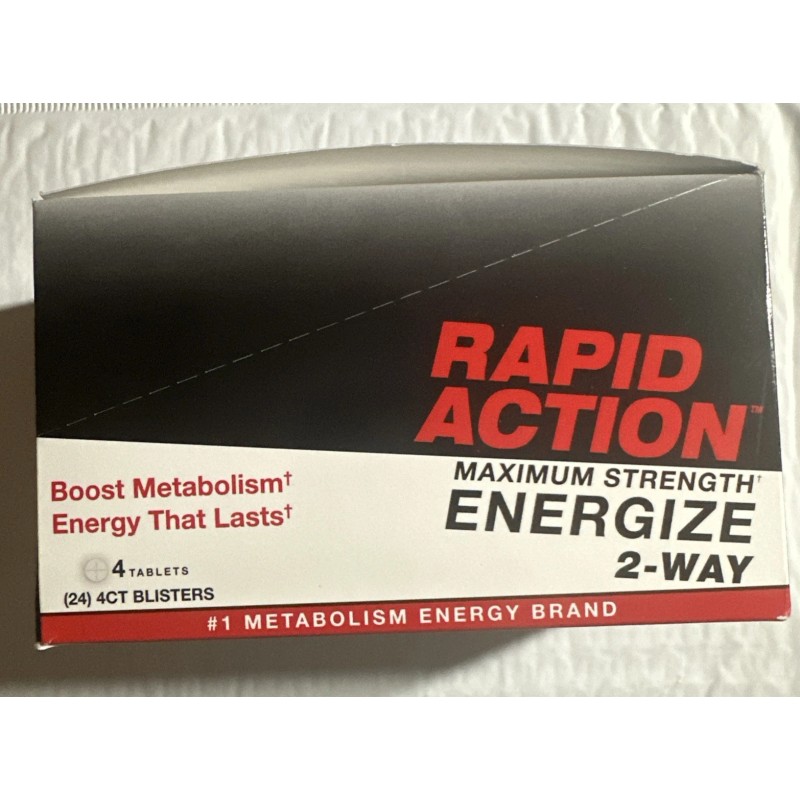 RAPID
ACTION™
MAXIMUM STRENGTH†
ENERGIZE
2-WAY
Boost Metabolism†
Energy That Lasts†
4 TABLETS
(24) 4CT BLISTERS
#1 METABOLISM ENERGY BRAND